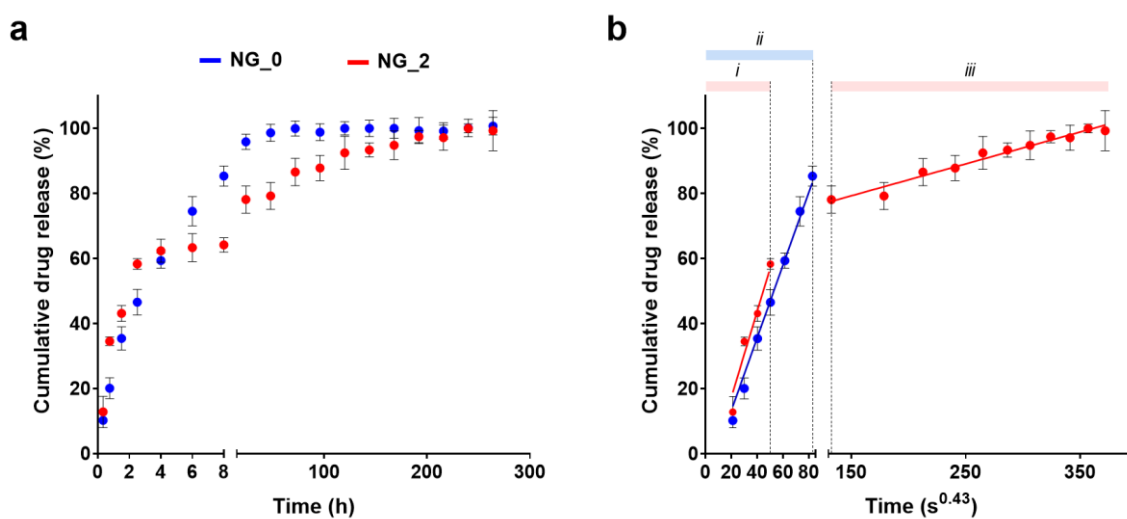 a
NG_0 NG_2
Cumulative drug release (%)
100
80
60
40
20
0
0 2 4 6 8 100 200 300
Time (h)
b
ii
i iii
Cumulative drug release (%)
100
80
60
40
20
0
0 20 40 60 80 150 250 350
Time (s^0.43)